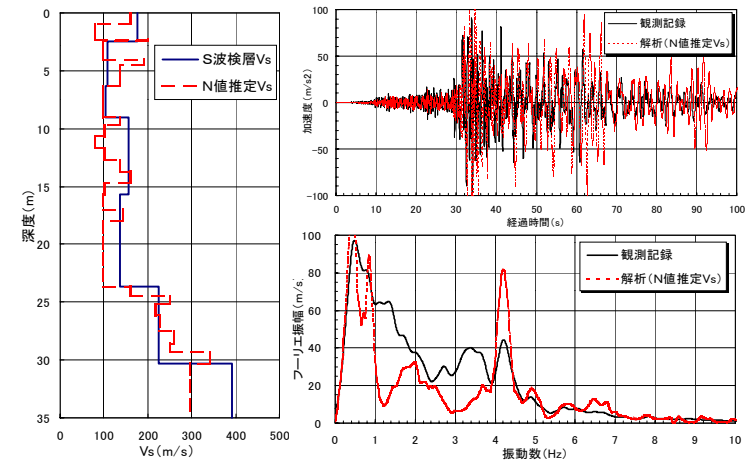 0
5
10
15
20
25
30
35
深度(m)
0 100 200 300 400 500
Vs(m/s)
S波検層Vs
N値推定Vs
100
50
0
-50
-100
加速度(m/s2)
0 10 20 30 40 50 60 70 80 90 100
経過時間(s)
観測記録
解析(N値推定Vs)
100
80
60
40
20
0
フーリエ振幅(m/s)
0 1 2 3 4 5 6 7 8 9 10
振動数(Hz)
観測記録
解析(N値推定Vs)